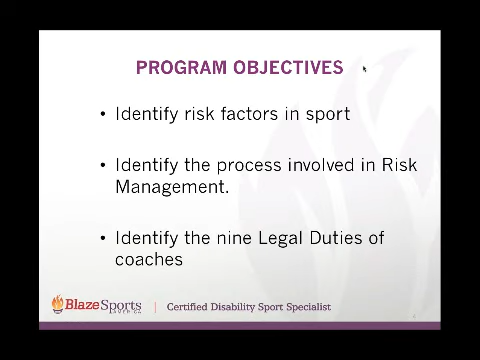 PROGRAM OBJECTIVES
• Identify risk factors in sport
• Identify the process involved in Risk
Management.
• Identify the nine Legal Duties of
coaches
BlazeSports
AMERICA
Certified Disability Sport Specialist